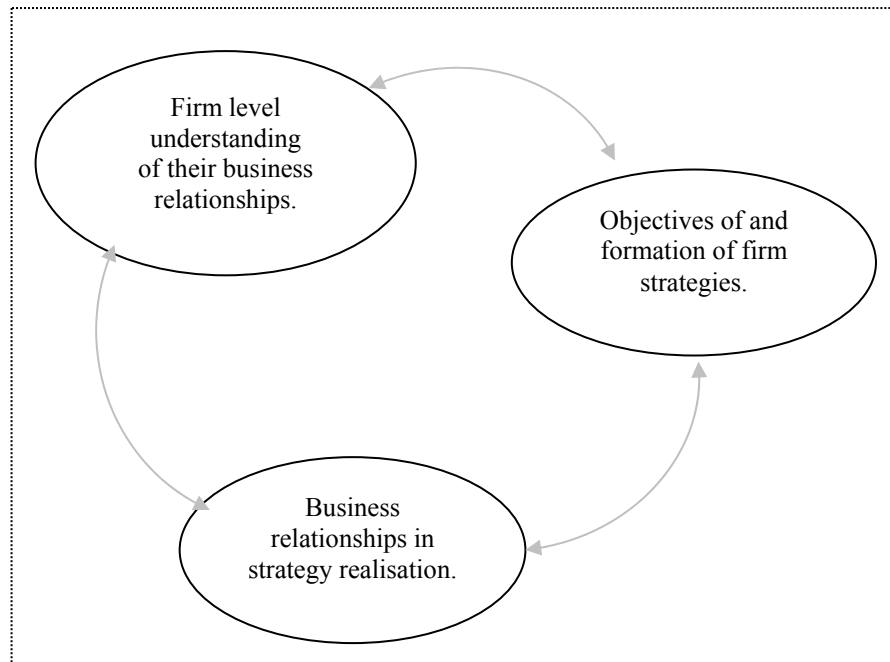 Firm level
understanding
of their business
relationships.
Objectives of and
formation of firm
strategies.
Business
relationships in
strategy realisation.